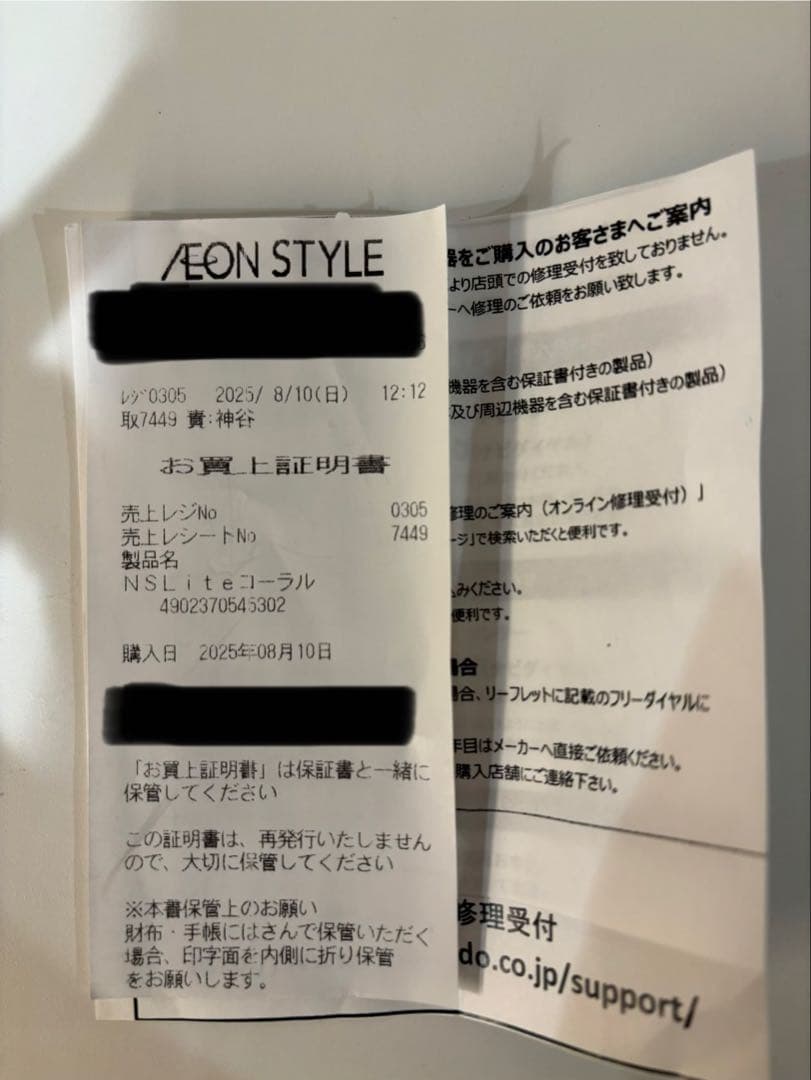 ÆON STYLE
ﾚｼﾞ0305 2025/ 8/10(日) 12:12
取7449 責:神谷
お買上証明書
売上レジNo 0305
売上レシートNo 7449
製品名
NSLiteコーラル
4902370545302
購入日 2025年08月10日
「お買上証明書」は保証書と一緒に
保管してください
この証明書は、再発行いたしません
ので、大切に保管してください
※本書保管上のお願い
財布・手帳にはさんで保管いただく
場合、印字面を内側に折り保管
をお願いします。
器をご購入のお客さまへご案内
より店頭での修理受付を致しておりません。
ーへ修理のご依頼をお願い致します。
機器を含む保証書付きの製品)
及び周辺機器を含む保証書付きの製品)
修理のご案内(オンライン修理受付)」
ージ」で検索いただくと便利です。
込みください。
便利です。
場合
場合、リーフレットに記載のフリーダイヤルに
年目はメーカーへ直接ご依頼ください。
購入店舗にご連絡下さい。
修理受付
do.co.jp/support/